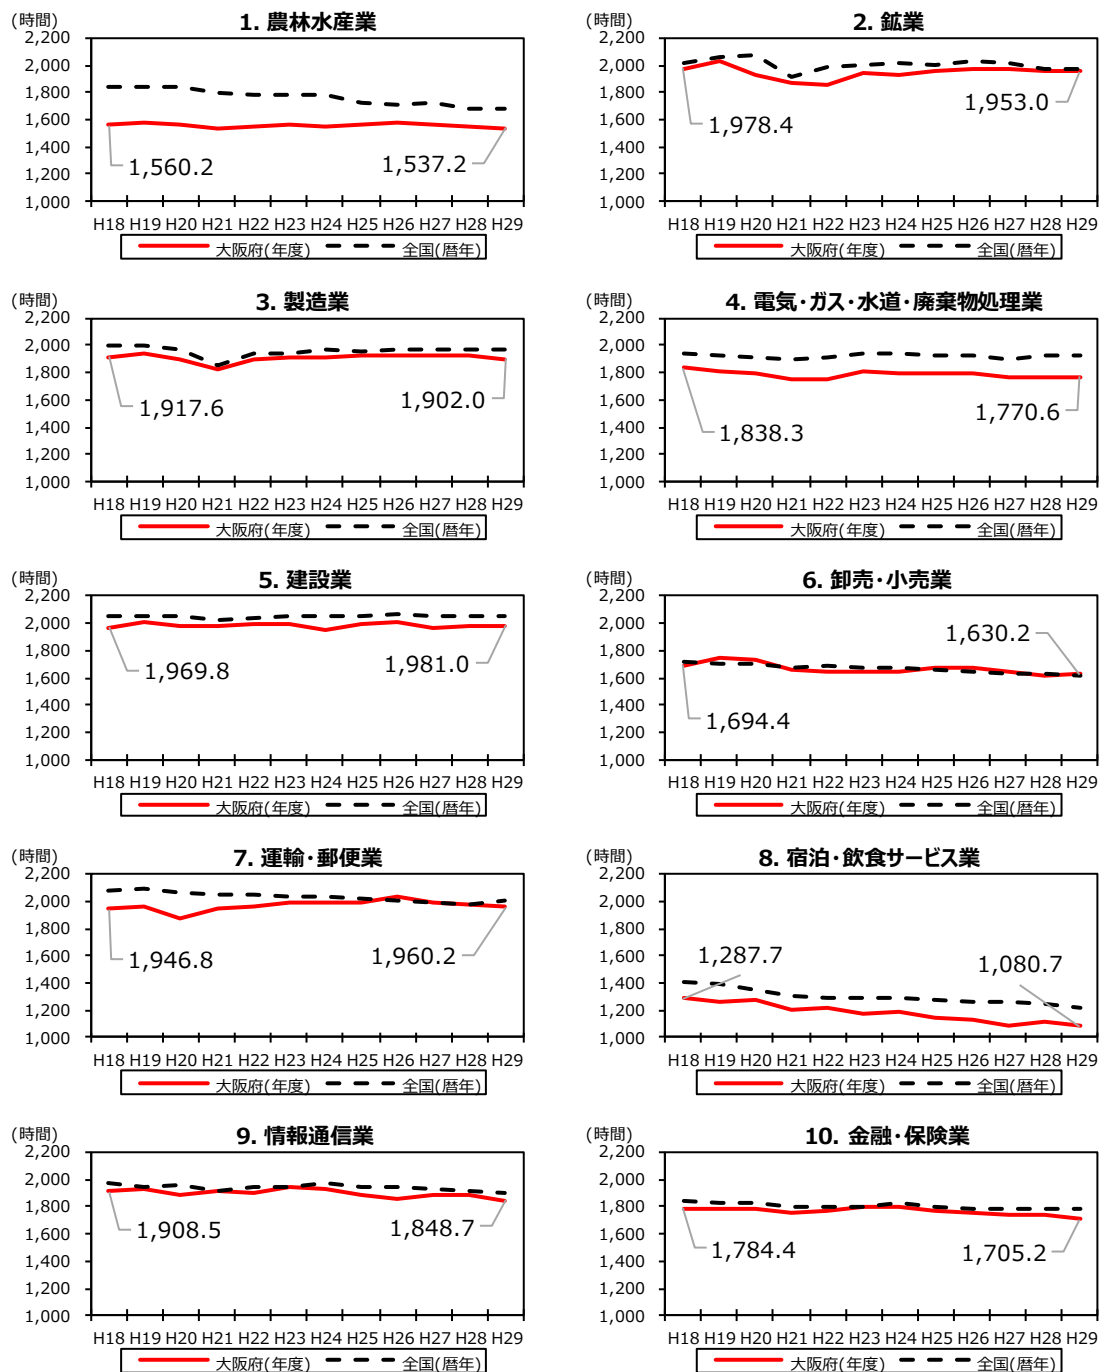 (時間)
1. 農林水産業
2,200
2,000
1,800
1,600
1,400
1,200
1,000
1,560.2
1,537.2
H18 H19 H20 H21 H22 H23 H24 H25 H26 H27 H28 H29
大阪府(年度) 全国(暦年)
(時間)
2. 鉱業
2,200
2,000
1,800
1,600
1,400
1,200
1,000
1,978.4
1,953.0
H18 H19 H20 H21 H22 H23 H24 H25 H26 H27 H28 H29
大阪府(年度) 全国(暦年)
(時間)
3. 製造業
2,200
2,000
1,800
1,600
1,400
1,200
1,000
1,917.6
1,902.0
H18 H19 H20 H21 H22 H23 H24 H25 H26 H27 H28 H29
大阪府(年度) 全国(暦年)
(時間)
4. 電気・ガス・水道・廃棄物処理業
2,200
2,000
1,800
1,600
1,400
1,200
1,000
1,838.3
1,770.6
H18 H19 H20 H21 H22 H23 H24 H25 H26 H27 H28 H29
大阪府(年度) 全国(暦年)
(時間)
5. 建設業
2,200
2,000
1,800
1,600
1,400
1,200
1,000
1,969.8
1,981.0
H18 H19 H20 H21 H22 H23 H24 H25 H26 H27 H28 H29
大阪府(年度) 全国(暦年)
(時間)
6. 卸売・小売業
2,200
2,000
1,800
1,600
1,400
1,200
1,000
1,630.2
1,694.4
H18 H19 H20 H21 H22 H23 H24 H25 H26 H27 H28 H29
大阪府(年度) 全国(暦年)
(時間)
7. 運輸・郵便業
2,200
2,000
1,800
1,600
1,400
1,200
1,000
1,946.8
1,960.2
H18 H19 H20 H21 H22 H23 H24 H25 H26 H27 H28 H29
大阪府(年度) 全国(暦年)
(時間)
8. 宿泊・飲食サービス業
2,200
2,000
1,800
1,600
1,400
1,200
1,000
1,287.7
1,080.7
H18 H19 H20 H21 H22 H23 H24 H25 H26 H27 H28 H29
大阪府(年度) 全国(暦年)
(時間)
9. 情報通信業
2,200
2,000
1,800
1,600
1,400
1,200
1,000
1,908.5
1,848.7
H18 H19 H20 H21 H22 H23 H24 H25 H26 H27 H28 H29
大阪府(年度) 全国(暦年)
(時間)
10. 金融・保険業
2,200
2,000
1,800
1,600
1,400
1,200
1,000
1,784.4
1,705.2
H18 H19 H20 H21 H22 H23 H24 H25 H26 H27 H28 H29
大阪府(年度) 全国(暦年)